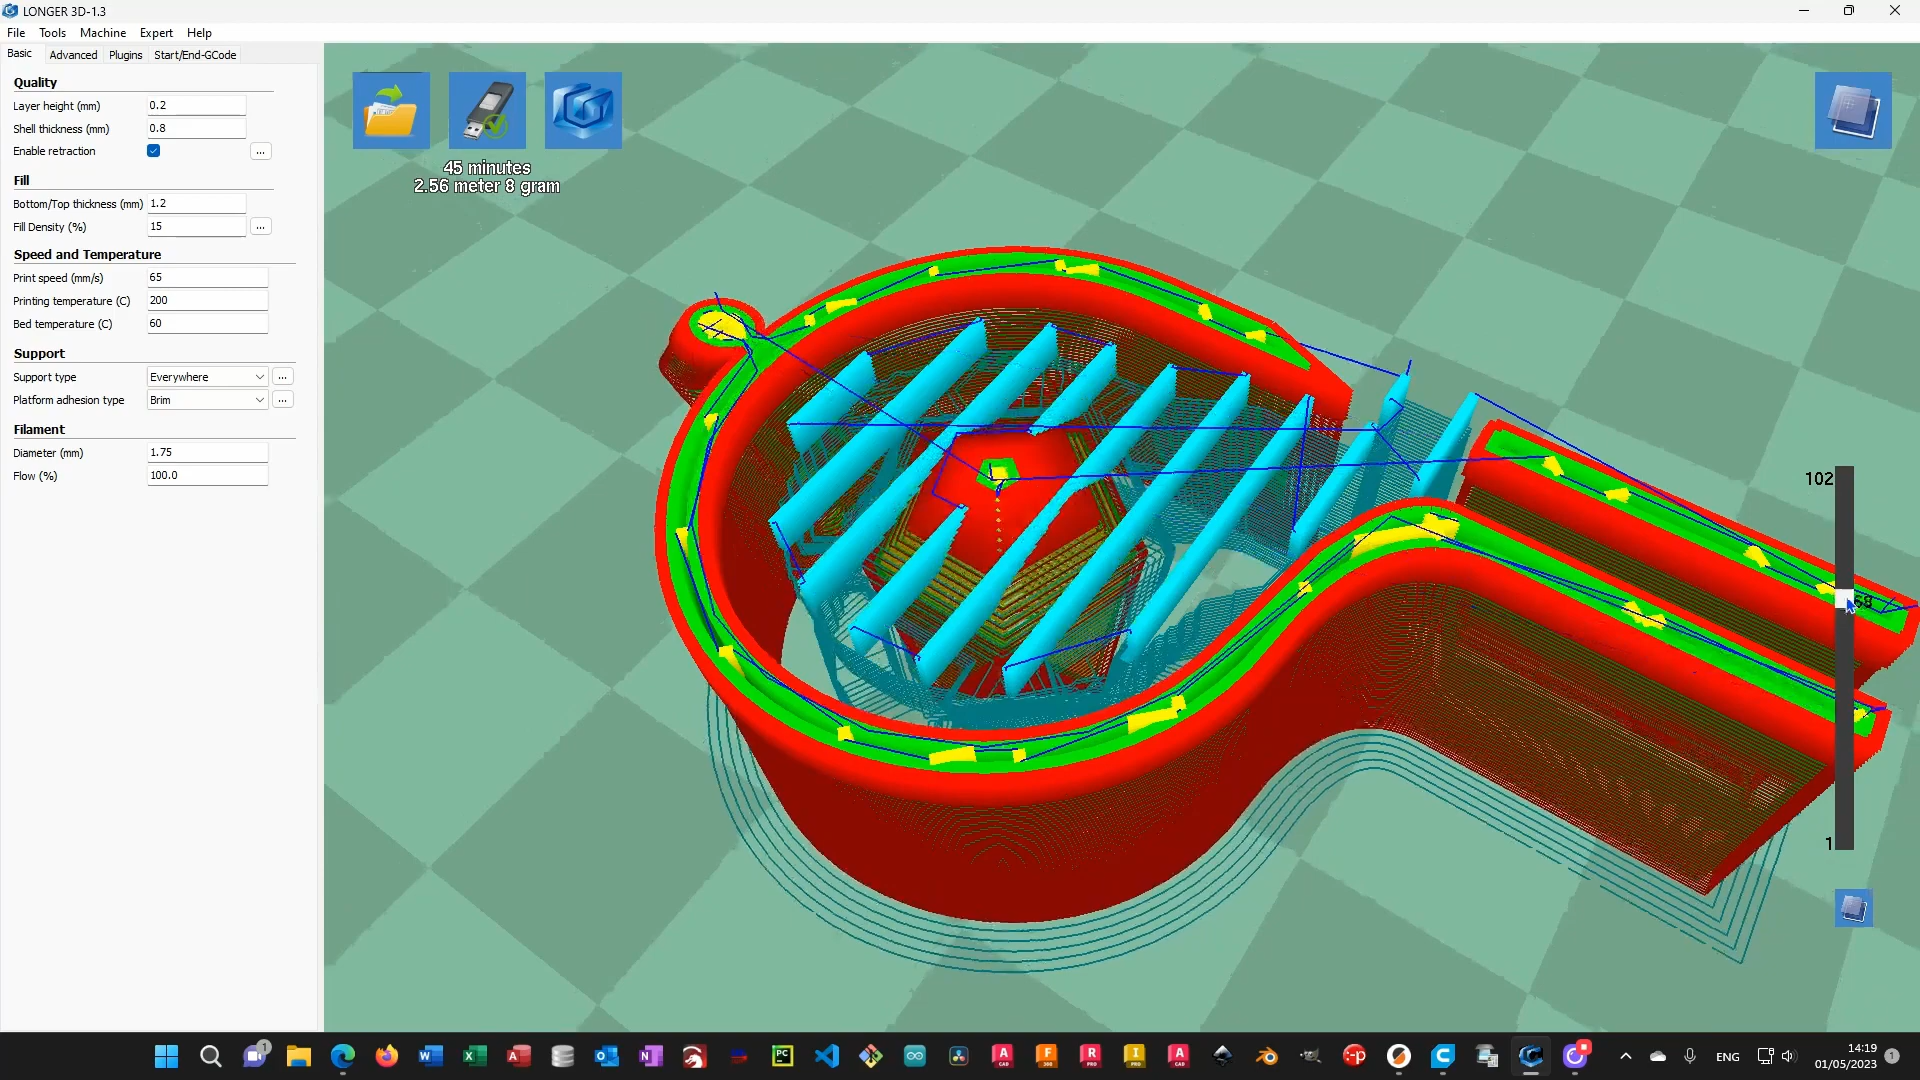 LONGER 3D-1.3
File Tools Machine Expert Help
Basic Advanced Plugins Start/End-GCode
Quality
Layer height (mm) 0.2
Shell thickness (mm) 0.8
Enable retraction ...
Fill
Bottom/Top thickness (mm) 1.2
Fill Density (%) 15 ...
Speed and Temperature
Print speed (mm/s) 65
Printing temperature (C) 200
Bed temperature (C) 60
Support
Support type Everywhere ...
Platform adhesion type Brim ...
Filament
Diameter (mm) 1.75
Flow (%) 100.0
45 minutes
2.56 meter 8 gram
102
68
1
ENG
14:19
01/05/2023
1